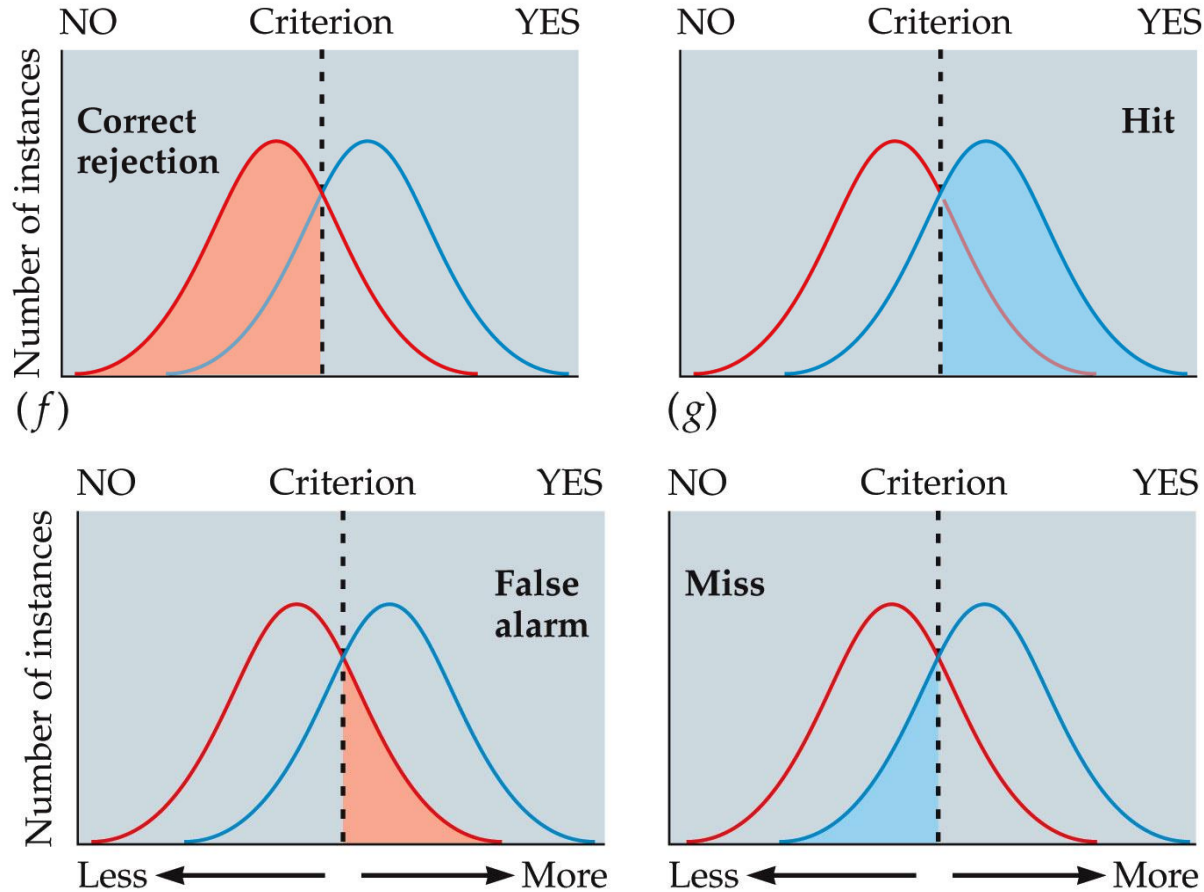 NO Criterion YES
Number of instances
Correct
rejection
NO Criterion YES
Hit
(f)
(g)
NO Criterion YES
Number of instances
False
alarm
Less More
NO Criterion YES
Miss
Less More